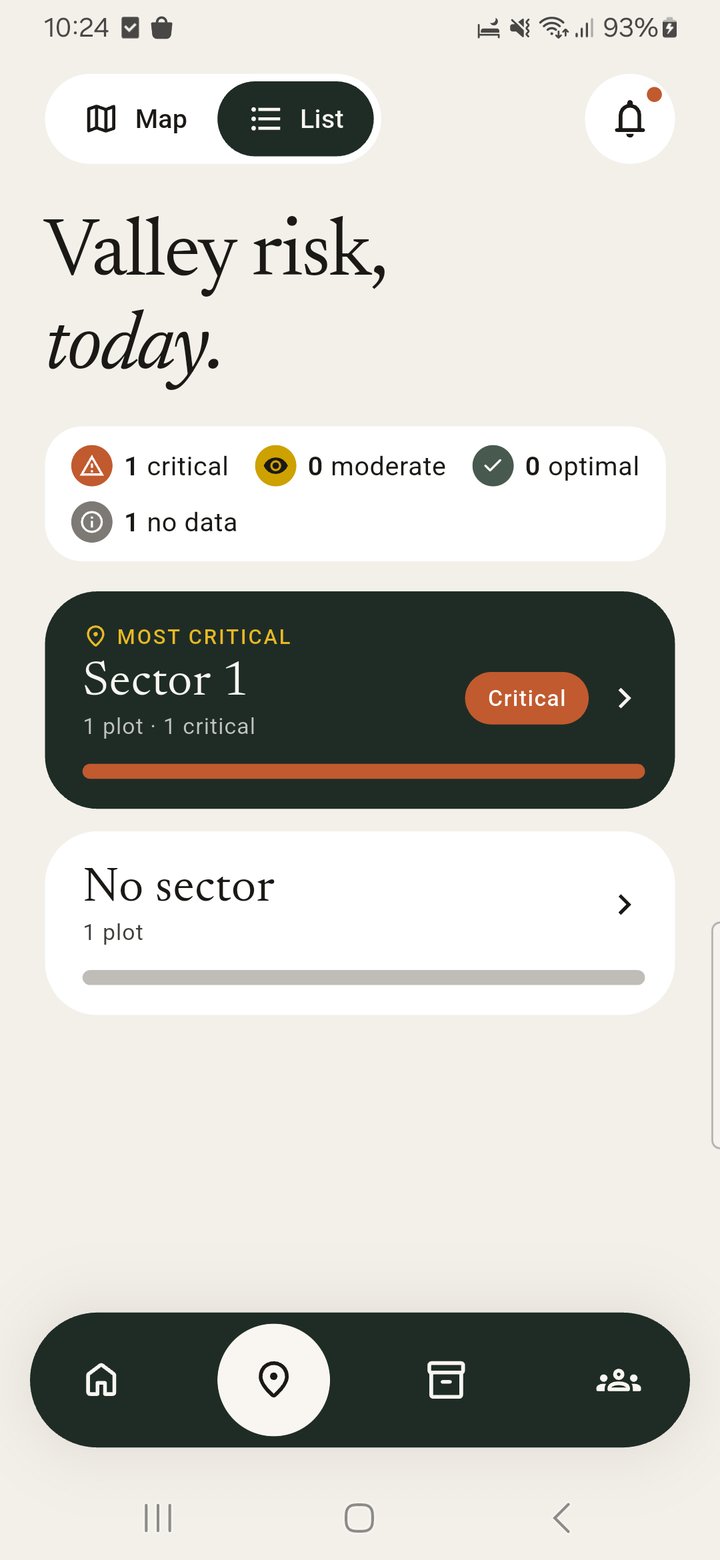 10:24
93%
Map
List
Valley risk,
today.
1 critical
0 moderate
0 optimal
1 no data
MOST CRITICAL
Sector 1
1 plot · 1 critical
Critical
No sector
1 plot